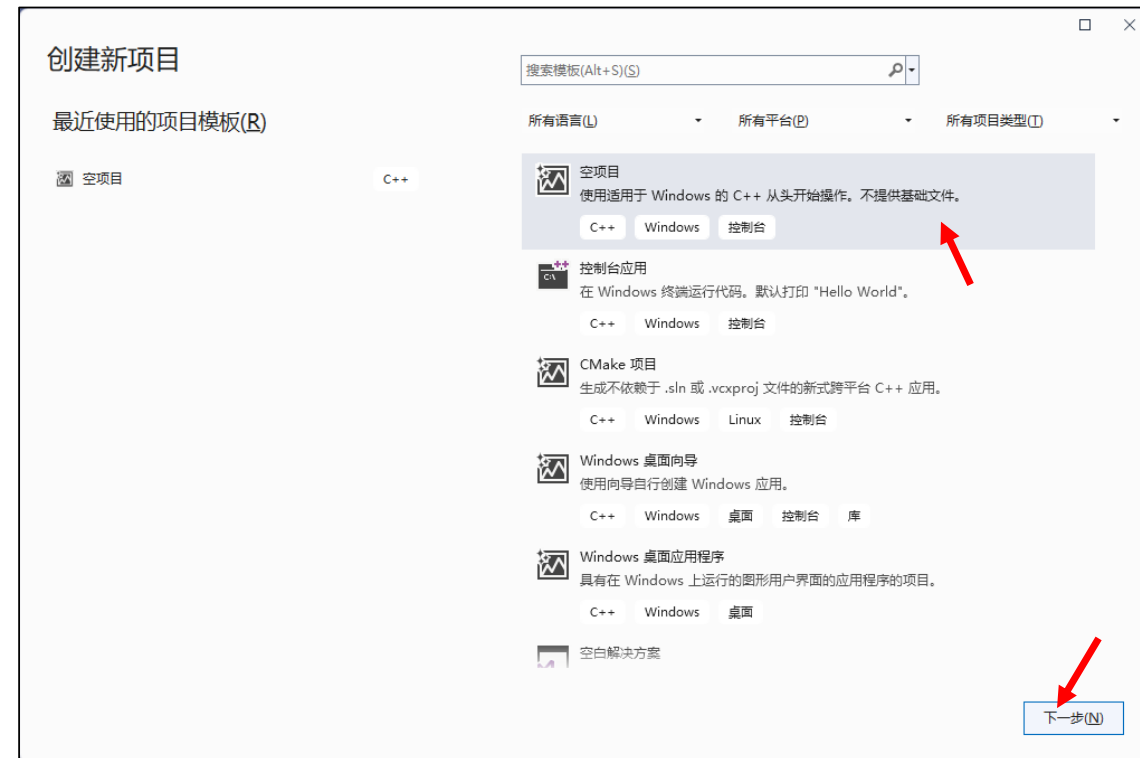 创建新项目
搜索模板(Alt+S)(S)
最近使用的项目模板(R)
所有语言(L) 所有平台(P) 所有项目类型(T)
空项目 C++
空项目
使用适用于 Windows 的 C++ 从头开始操作。不提供基础文件。
C++ Windows 控制台
控制台应用
在 Windows 终端运行代码。默认打印 "Hello World"。
C++ Windows 控制台
CMake 项目
生成不依赖于 .sln 或 .vcxproj 文件的新式跨平台 C++ 应用。
C++ Windows Linux 控制台
Windows 桌面向导
使用向导自行创建 Windows 应用。
C++ Windows 桌面 控制台 库
Windows 桌面应用程序
具有在 Windows 上运行的图形用户界面的应用程序的项目。
C++ Windows 桌面
空白解决方案
下一步(N)